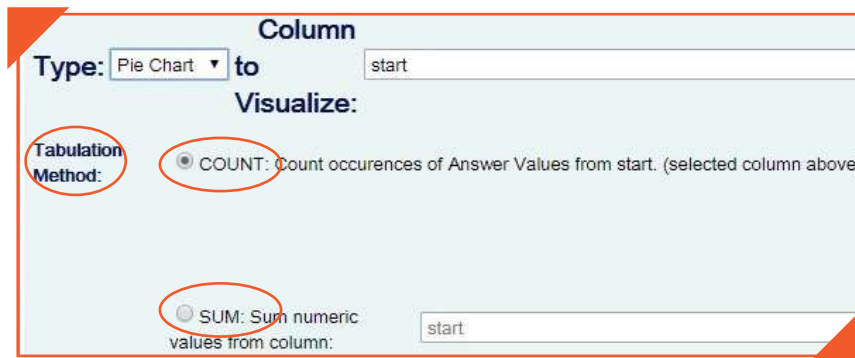 Column
Type: Pie Chart to start
Visualize:
Tabulation
Method:
COUNT: Count occurences of Answer Values from start. (selected column above
SUM: Sum numeric
values from column:
start